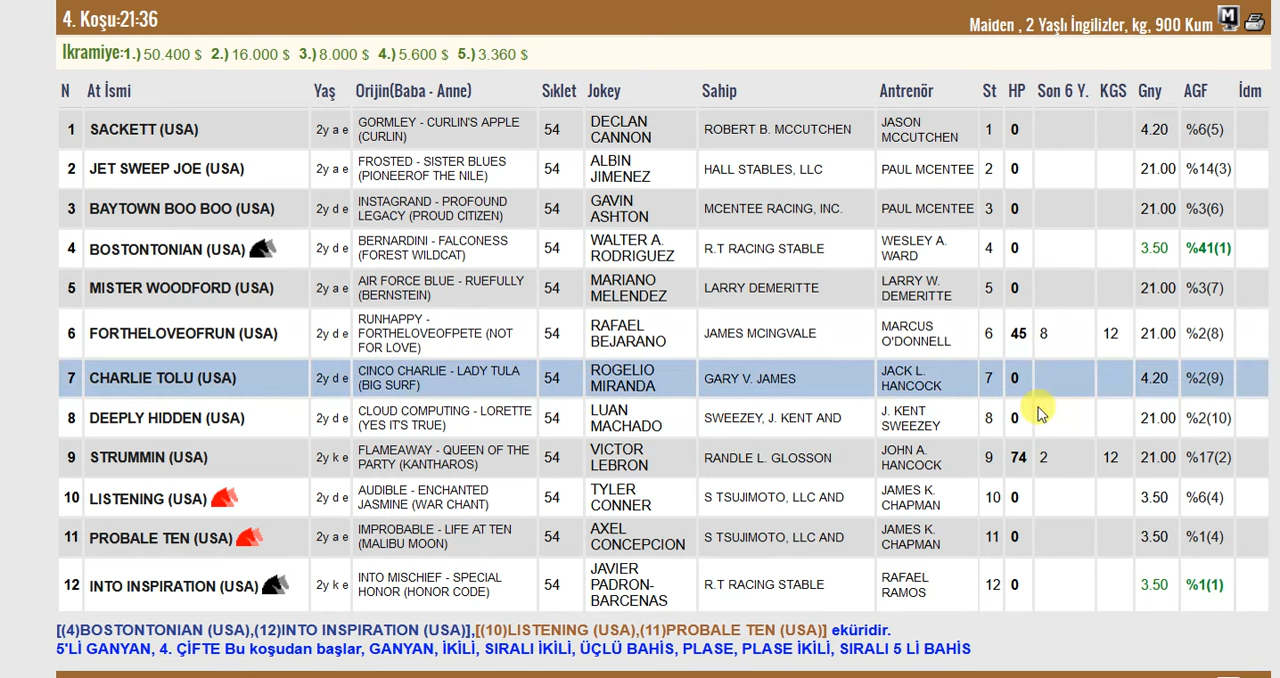 4. Koşu:21:36 Maiden , 2 Yaşlı İngilizler, kg, 900 Kum M
İkramiye:1.) 50.400 $ 2.) 16.000 $ 3.) 8.000 $ 4.) 5.600 $ 5.) 3.360 $
N At İsmi Yaş Orijin(Baba - Anne) Sıklet Jokey Sahip Antrenör St HP Son 6 Y. KGS Gny AGF İdm
1 SACKETT (USA) 2y a e GORMLEY - CURLIN'S APPLE (CURLIN) 54 DECLAN CANNON ROBERT B. MCCUTCHEN JASON MCCUTCHEN 1 0 4.20 %6(5)
2 JET SWEEP JOE (USA) 2y a e FROSTED - SISTER BLUES (PIONEEROF THE NILE) 54 ALBIN JIMENEZ HALL STABLES, LLC PAUL MCENTEE 2 0 21.00 %14(3)
3 BAYTOWN BOO BOO (USA) 2y d e INSTAGRAND - PROFOUND LEGACY (PROUD CITIZEN) 54 GAVIN ASHTON MCENTEE RACING, INC. PAUL MCENTEE 3 0 21.00 %3(6)
4 BOSTONTONIAN (USA) 2y d e BERNARDINI - FALCONESS (FOREST WILDCAT) 54 WALTER A. RODRIGUEZ R.T RACING STABLE WESLEY A. WARD 4 0 3.50 %41(1)
5 MISTER WOODFORD (USA) 2y a e AIR FORCE BLUE - RUEFULLY (BERNSTEIN) 54 MARIANO MELENDEZ LARRY DEMERITTE LARRY W. DEMERITTE 5 0 21.00 %3(7)
6 FORTHELOVEOFRUN (USA) 2y d e RUNHAPPY - FORTHELOVEOFPETE (NOT FOR LOVE) 54 RAFAEL BEJARANO JAMES MCINGVALE MARCUS O'DONNELL 6 45 8 12 21.00 %2(8)
7 CHARLIE TOLU (USA) 2y d e CINCO CHARLIE - LADY TULA (BIG SURF) 54 ROGELIO MIRANDA GARY V. JAMES JACK L. HANCOCK 7 0 4.20 %2(9)
8 DEEPLY HIDDEN (USA) 2y d e CLOUD COMPUTING - LORETTE (YES IT'S TRUE) 54 LUAN MACHADO SWEEZEY, J. KENT AND J. KENT SWEEZEY 8 0 21.00 %2(10)
9 STRUMMIN (USA) 2y k e FLAMEAWAY - QUEEN OF THE PARTY (KANTHAROS) 54 VICTOR LEBRON RANDLE L. GLOSSON JOHN A. HANCOCK 9 74 2 12 21.00 %17(2)
10 LISTENING (USA) 2y d e AUDIBLE - ENCHANTED JASMINE (WAR CHANT) 54 TYLER CONNER S TSUJIMOTO, LLC AND JAMES K. CHAPMAN 10 0 3.50 %6(4)
11 PROBALE TEN (USA) 2y a e IMPROBABLE - LIFE AT TEN (MALIBU MOON) 54 AXEL CONCEPCION S TSUJIMOTO, LLC AND JAMES K. CHAPMAN 11 0 3.50 %1(4)
12 INTO INSPIRATION (USA) 2y k e INTO MISCHIEF - SPECIAL HONOR (HONOR CODE) 54 JAVIER PADRON-BARCENAS R.T RACING STABLE RAFAEL RAMOS 12 0 3.50 %1(1)
[(4)BOSTONTONIAN (USA),(12)INTO INSPIRATION (USA)],[(10)LISTENING (USA),(11)PROBALE TEN (USA)] eküridir.
5'Lİ GANYAN, 4. ÇİFTE Bu koşudan başlar, GANYAN, İKİLİ, SIRALI İKİLİ, ÜÇLÜ BAHİS, PLASE, PLASE İKİLİ, SIRALI 5 Lİ BAHİS